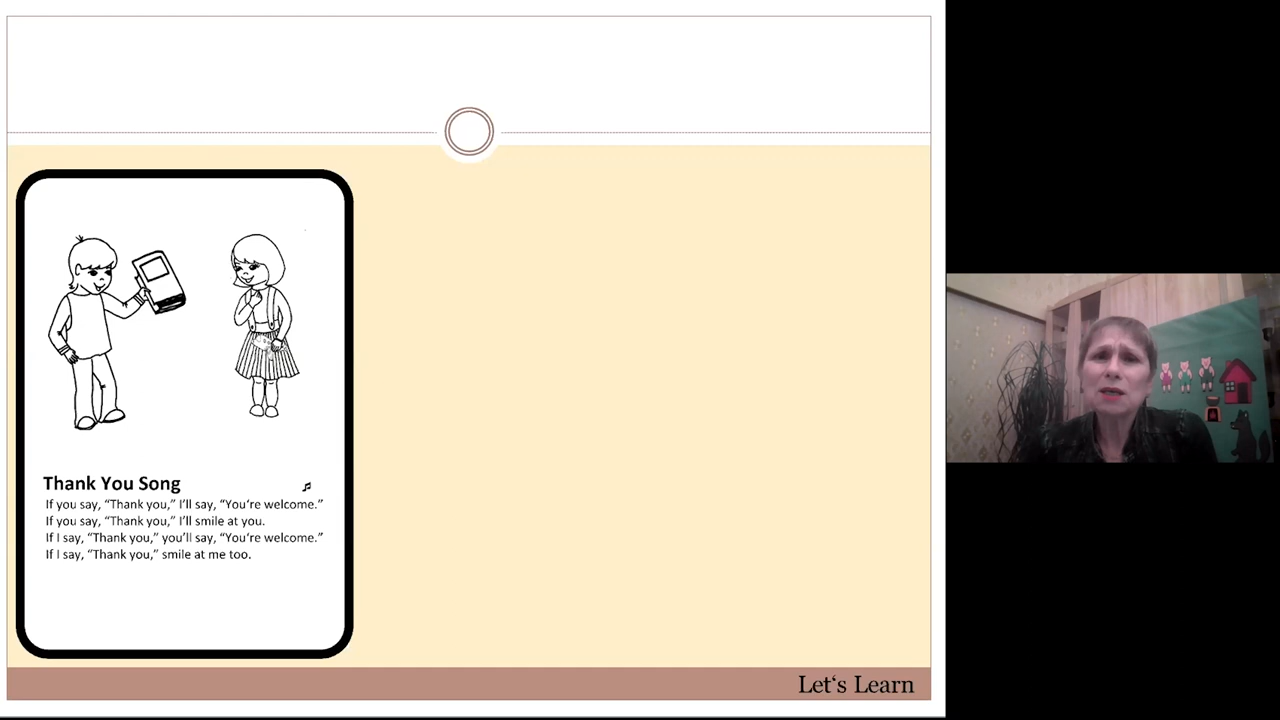 Thank You Song
If you say, “Thank you,” I’ll say, “You‘re welcome.”
If you say, “Thank you,” I’ll smile at you.
If I say, “Thank you,” you’ll say, “You‘re welcome.”
If I say, “Thank you,” smile at me too.
Let‘s Learn